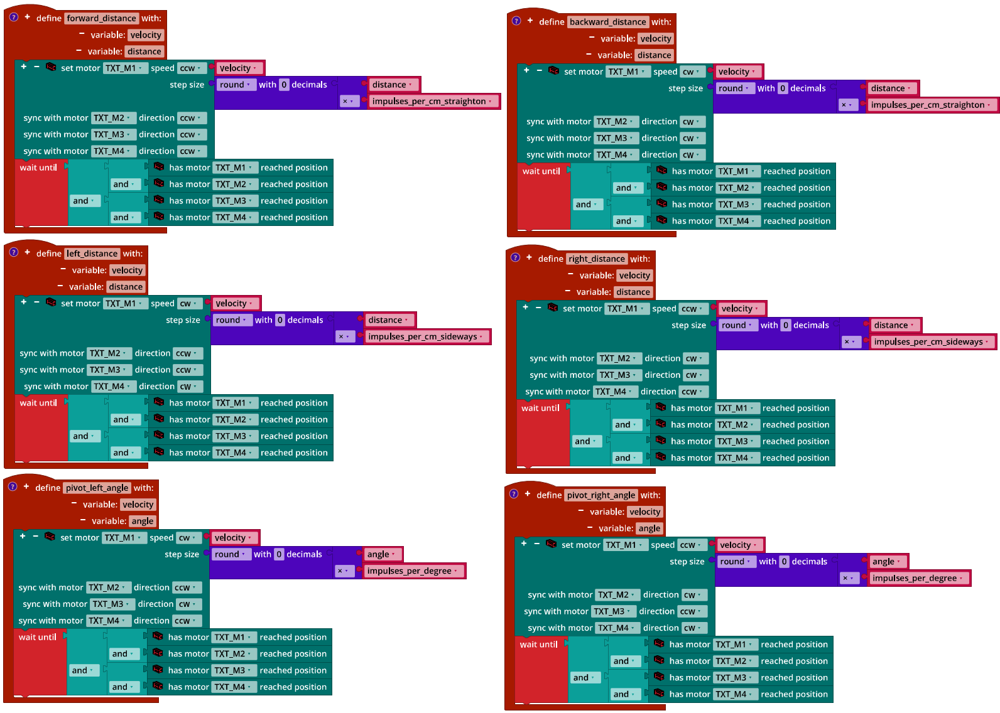 ? + define forward_distance with:
− variable: velocity
− variable: distance
+ − set motor TXT_M1 speed ccw velocity
step size round with 0 decimals distance
× impulses_per_cm_straighton
sync with motor TXT_M2 direction ccw
sync with motor TXT_M3 direction ccw
sync with motor TXT_M4 direction ccw
wait until has motor TXT_M1 reached position
and has motor TXT_M2 reached position
and has motor TXT_M3 reached position
and has motor TXT_M4 reached position
? + define backward_distance with:
− variable: velocity
− variable: distance
+ − set motor TXT_M1 speed cw velocity
step size round with 0 decimals distance
× impulses_per_cm_straighton
sync with motor TXT_M2 direction cw
sync with motor TXT_M3 direction cw
sync with motor TXT_M4 direction cw
wait until has motor TXT_M1 reached position
and has motor TXT_M2 reached position
and has motor TXT_M3 reached position
and has motor TXT_M4 reached position
? + define left_distance with:
− variable: velocity
− variable: distance
+ − set motor TXT_M1 speed cw velocity
step size round with 0 decimals distance
× impulses_per_cm_sideways
sync with motor TXT_M2 direction ccw
sync with motor TXT_M3 direction ccw
sync with motor TXT_M4 direction cw
wait until has motor TXT_M1 reached position
and has motor TXT_M2 reached position
and has motor TXT_M3 reached position
and has motor TXT_M4 reached position
? + define right_distance with:
− variable: velocity
− variable: distance
+ − set motor TXT_M1 speed ccw velocity
step size round with 0 decimals distance
× impulses_per_cm_sideways
sync with motor TXT_M2 direction cw
sync with motor TXT_M3 direction cw
sync with motor TXT_M4 direction ccw
wait until has motor TXT_M1 reached position
and has motor TXT_M2 reached position
and has motor TXT_M3 reached position
and has motor TXT_M4 reached position
? + define pivot_left_angle with:
− variable: velocity
− variable: angle
+ − set motor TXT_M1 speed cw velocity
step size round with 0 decimals angle
× impulses_per_degree
sync with motor TXT_M2 direction ccw
sync with motor TXT_M3 direction cw
sync with motor TXT_M4 direction ccw
wait until has motor TXT_M1 reached position
and has motor TXT_M2 reached position
and has motor TXT_M3 reached position
and has motor TXT_M4 reached position
? + define pivot_right_angle with:
− variable: velocity
− variable: angle
+ − set motor TXT_M1 speed ccw velocity
step size round with 0 decimals angle
× impulses_per_degree
sync with motor TXT_M2 direction cw
sync with motor TXT_M3 direction ccw
sync with motor TXT_M4 direction cw
wait until has motor TXT_M1 reached position
and has motor TXT_M2 reached position
and has motor TXT_M3 reached position
and has motor TXT_M4 reached position